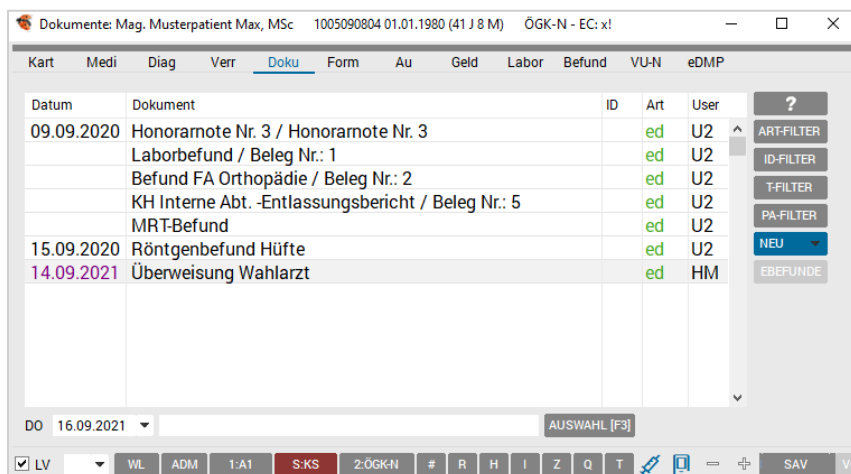 Dokumente: Mag. Musterpatient Max, MSc 1005090804 01.01.1980 (41 J 8 M) ÖGK-N - EC: x!
Kart Medi Diag Verr Doku Form Au Geld Labor Befund VU-N eDMP
Datum Dokument ID Art User ?
09.09.2020 Honorarnote Nr. 3 / Honorarnote Nr. 3 ed U2 ART-FILTER
Laborbefund / Beleg Nr.: 1 ed U2 ID-FILTER
Befund FA Orthopädie / Beleg Nr.: 2 ed U2 T-FILTER
KH Interne Abt. -Entlassungsbericht / Beleg Nr.: 5 ed U2 PA-FILTER
MRT-Befund ed U2
15.09.2020 Röntgenbefund Hüfte ed U2 NEU
14.09.2021 Überweisung Wahlarzt ed HM EBEFUNDE
DO 16.09.2021 AUSWAHL [F3]
LV WL ADM 1:A1 S:KS 2:ÖGK-N # R H I Z Q T SAV V